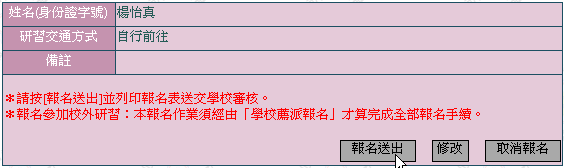 姓名(身份證字號) 楊怡真
研習交通方式 自行前往
備註
＊請按[報名送出]並列印報名表送交學校審核。
＊報名參加校外研習：本報名作業須經由「學校薦派報名」才算完成全部報名手續。
報名送出 修改 取消報名